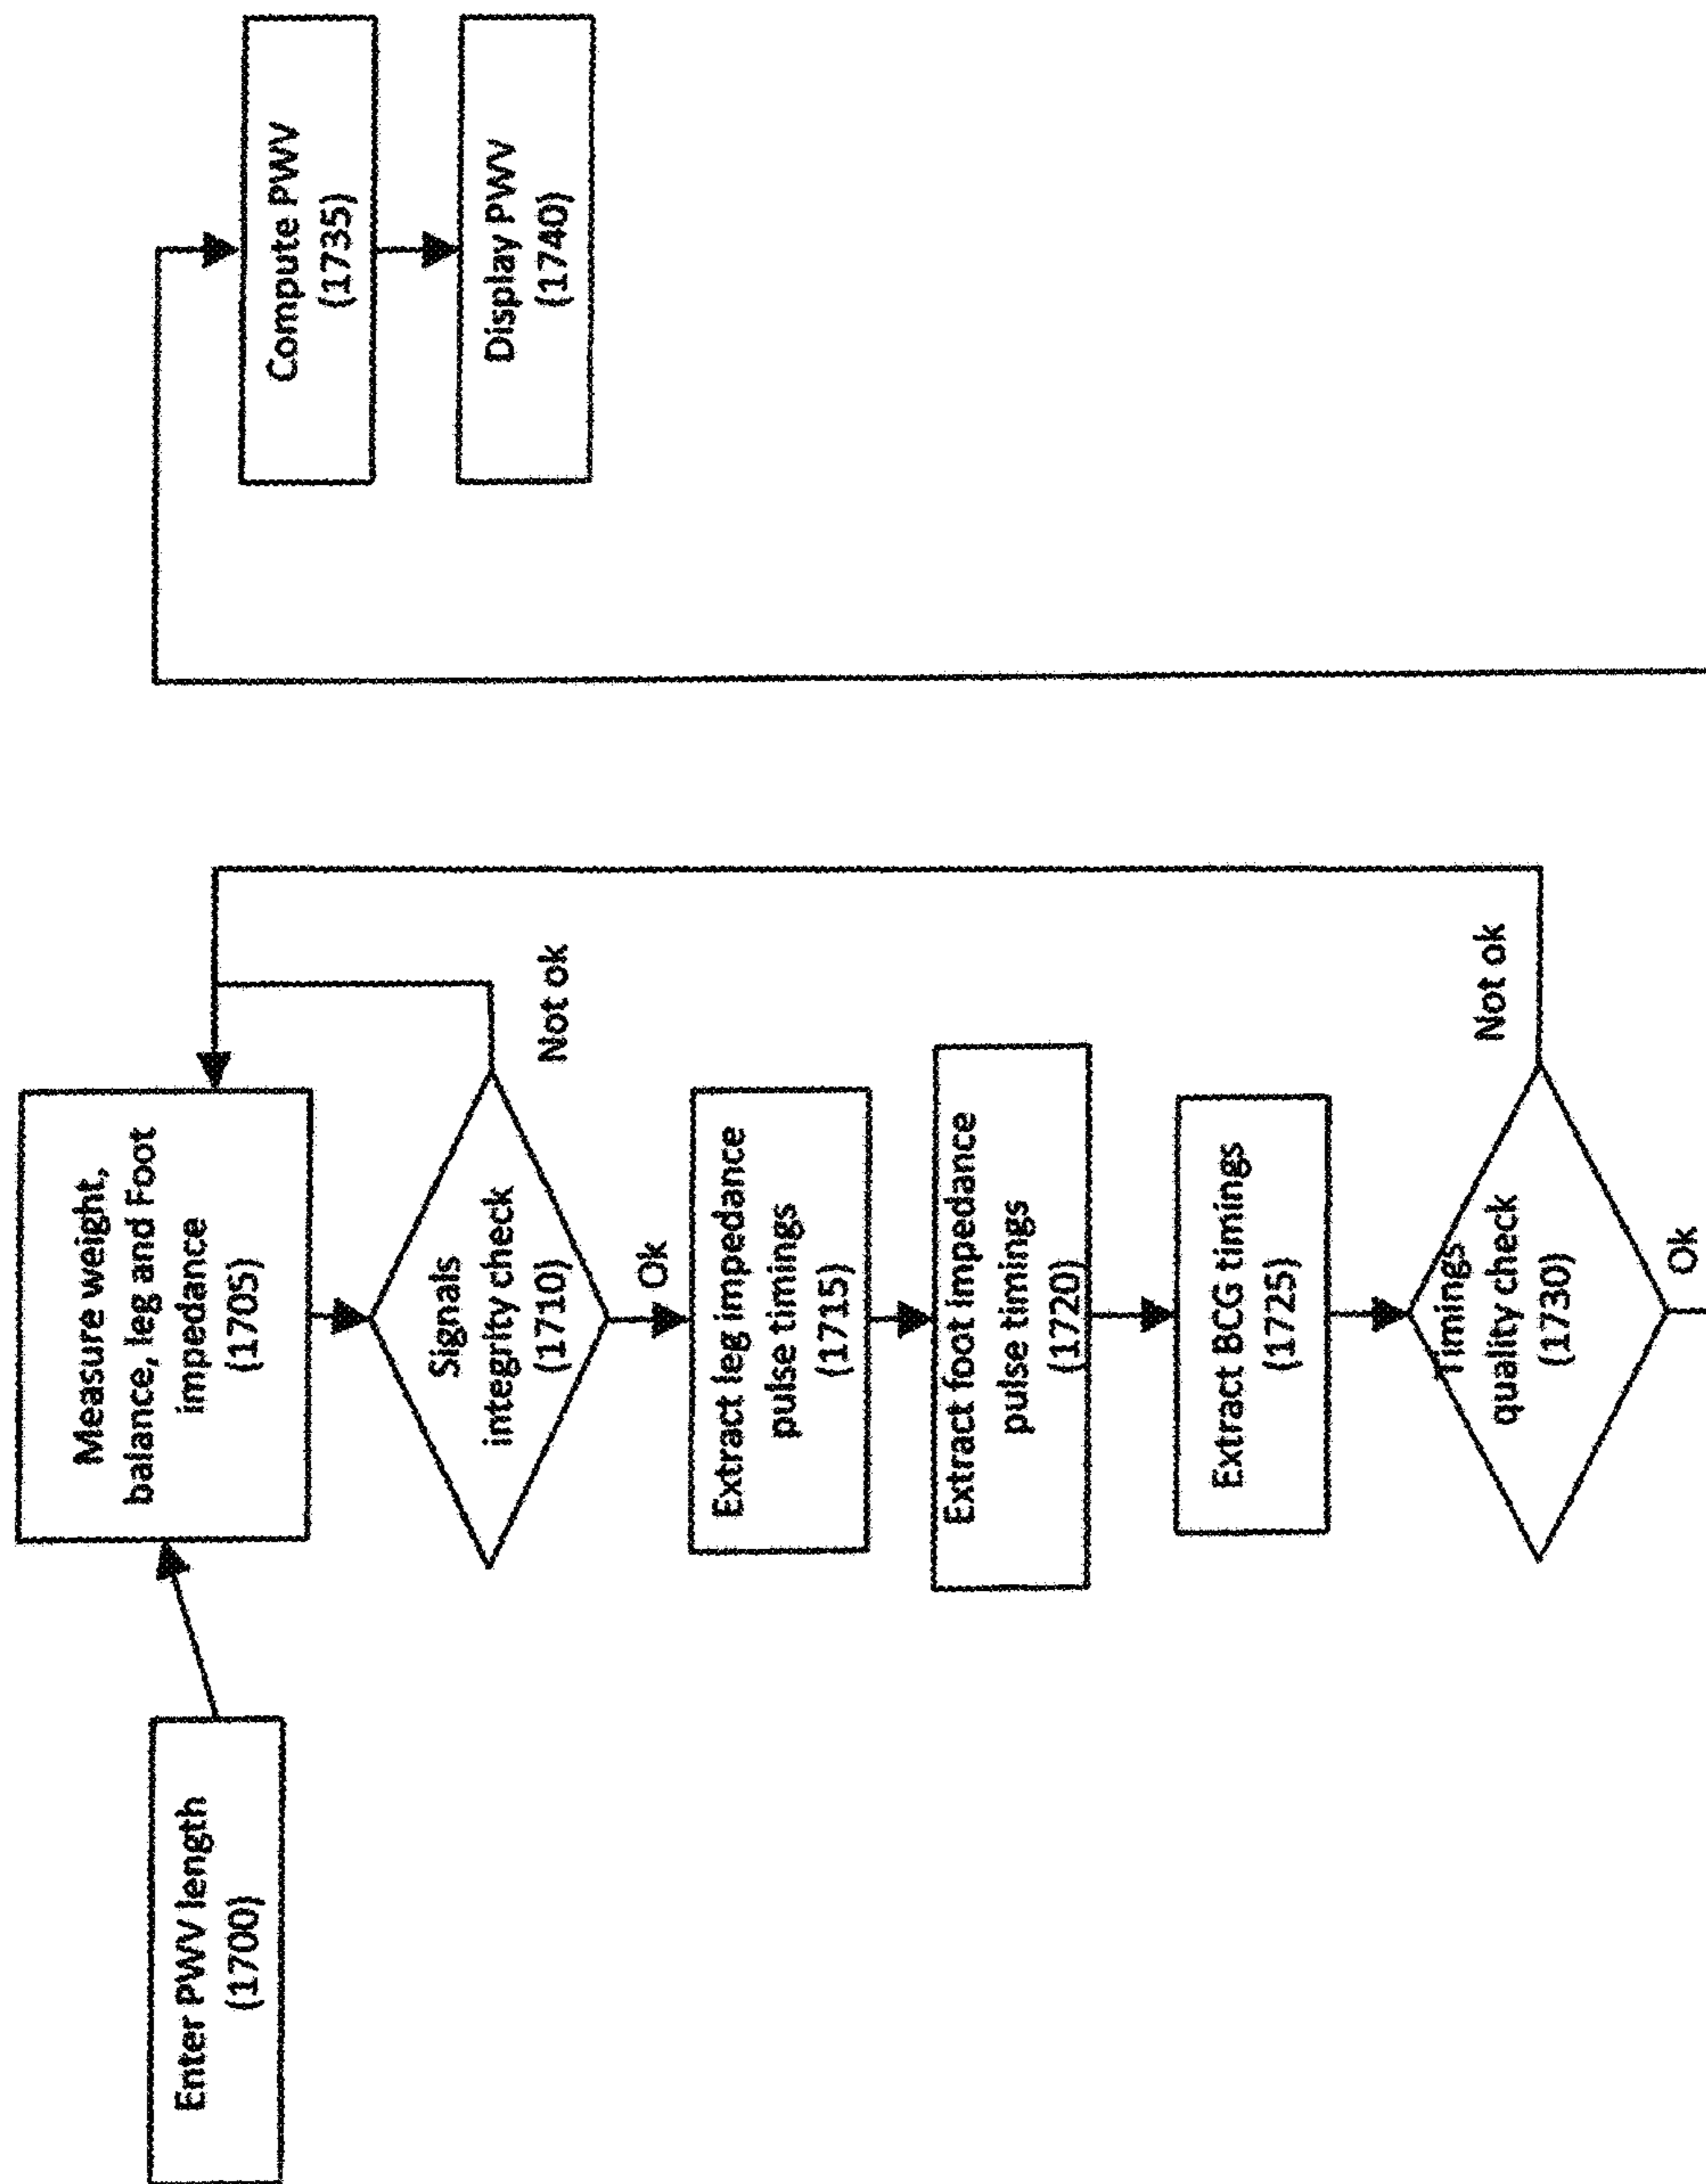 Enter PWV length
(1700)
Measure weight,
balance, leg and Foot
impedance
(1705)
Signals
integrity check
(1710)
Not ok
Ok
Extract leg impedance
pulse timings
(1715)
Extract foot impedance
pulse timings
(1720)
Extract BCG timings
(1725)
Timings
quality check
(1730)
Not ok
Ok
Compute PWV
(1735)
Display PWV
(1740)